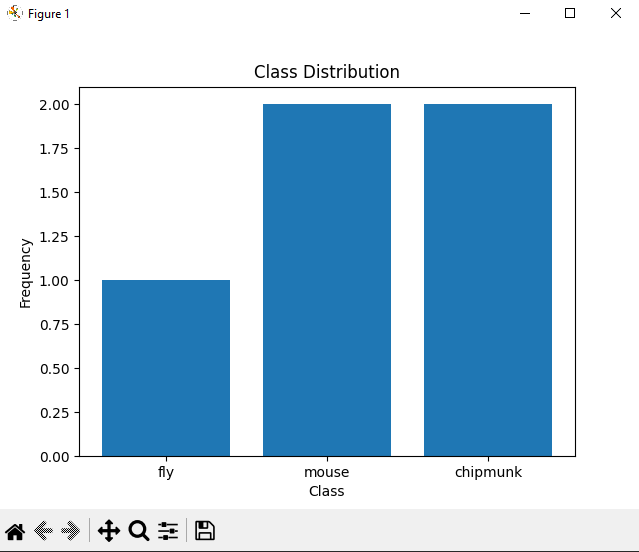 Figure 1
Class Distribution
2.00
1.75
1.50
1.25
1.00
0.75
0.50
0.25
0.00
Frequency
fly mouse chipmunk
Class